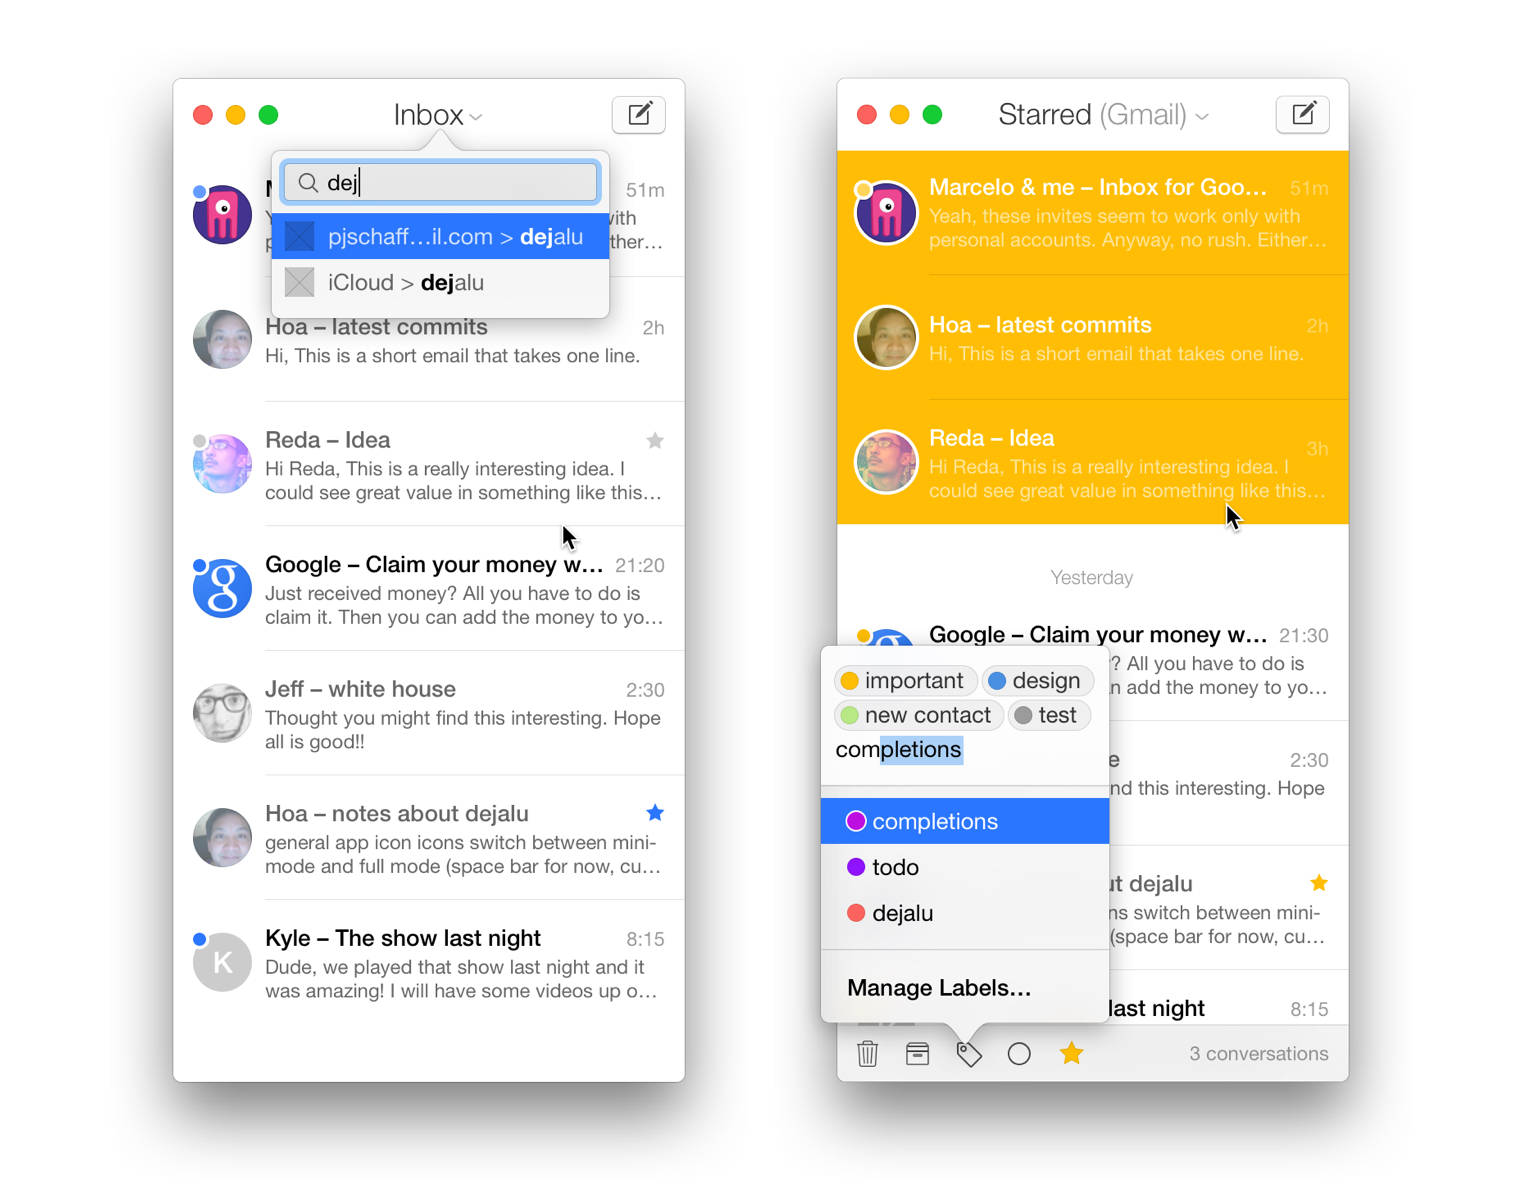 Inbox
dej
pjschaff...il.com > dejalu
iCloud > dejalu
51m
with
ther...
Hoa – latest commits
2h
Hi, This is a short email that takes one line.
Reda – Idea
Hi Reda, This is a really interesting idea. I
could see great value in something like this...
Google – Claim your money w... 21:20
Just received money? All you have to do is
claim it. Then you can add the money to yo...
Jeff – white house 2:30
Thought you might find this interesting. Hope
all is good!!
Hoa – notes about dejalu
general app icon icons switch between mini-
mode and full mode (space bar for now, cu...
K
Kyle – The show last night 8:15
Dude, we played that show last night and it
was amazing! I will have some videos up o...
Starred (Gmail)
Marcelo & me – Inbox for Goo... 51m
Yeah, these invites seem to work only with
personal accounts. Anyway, no rush. Either...
Hoa – latest commits 2h
Hi, This is a short email that takes one line.
Reda – Idea 3h
Hi Reda, This is a really interesting idea. I
could see great value in something like this...
Yesterday
Google – Claim your money w... 21:30
? All you have to do is
n add the money to yo...
important design
new contact test
completions
e 2:30
nd this interesting. Hope
completions
todo
dejalu
ut dejalu
ns switch between mini-
(space bar for now, cu...
Manage Labels...
last night 8:15
3 conversations